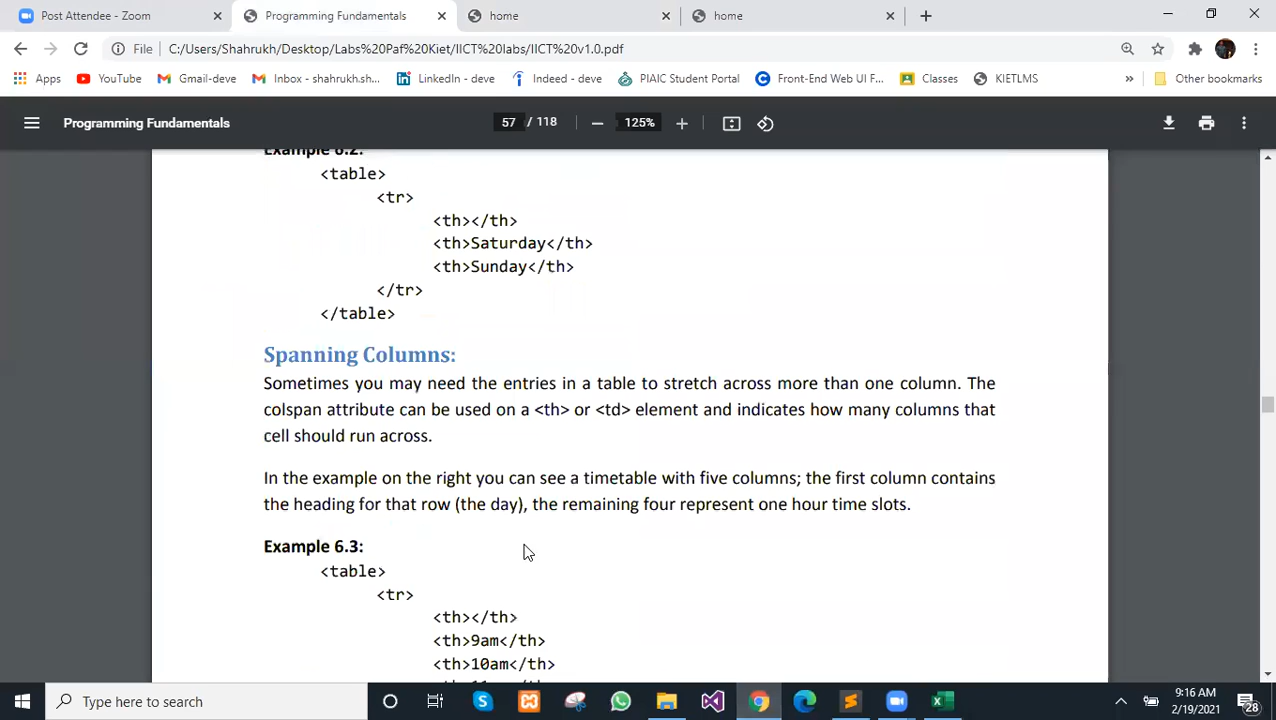 Post Attendee - Zoom
Programming Fundamentals
home
home
File C:/Users/Shahrukh/Desktop/Labs%20Paf%20Kiet/IICT%20labs/IICT%20v1.0.pdf
Apps YouTube Gmail-deve Inbox - shahrukh.sh... LinkedIn - deve Indeed - deve PIAIC Student Portal Front-End Web UI F... Classes KIETLMS » Other bookmarks
Programming Fundamentals 57 / 118 125%
Example 6.2:
<table>
<tr>
<th></th>
<th>Saturday</th>
<th>Sunday</th>
</tr>
</table>
Spanning Columns:
Sometimes you may need the entries in a table to stretch across more than one column. The
colspan attribute can be used on a <th> or <td> element and indicates how many columns that
cell should run across.
In the example on the right you can see a timetable with five columns; the first column contains
the heading for that row (the day), the remaining four represent one hour time slots.
Example 6.3:
<table>
<tr>
<th></th>
<th>9am</th>
<th>10am</th>
Type here to search
9:16 AM
2/19/2021
28